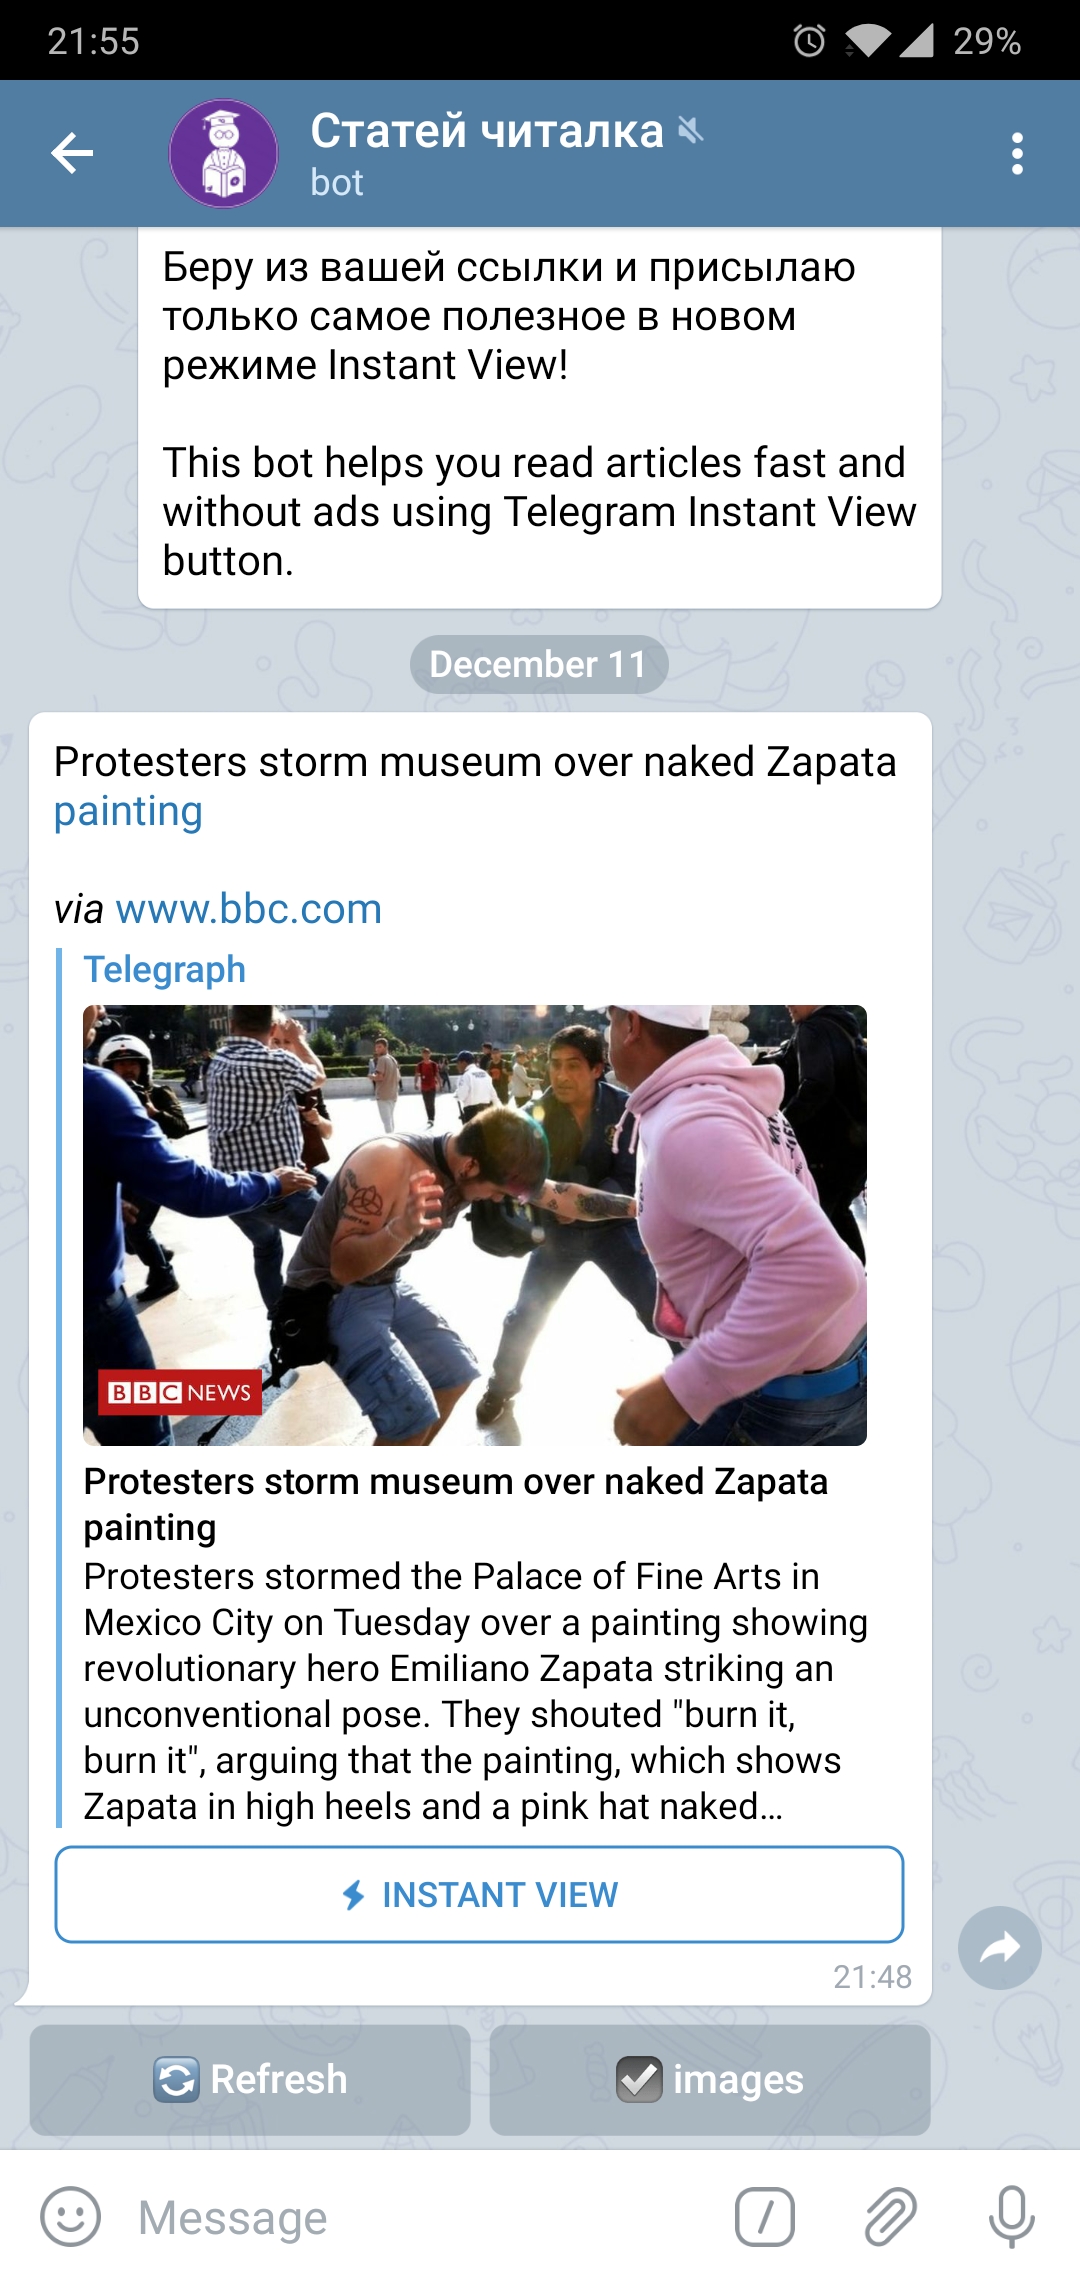 21:55
29%
Статей читалка
bot
Беру из вашей ссылки и присылаю
только самое полезное в новом
режиме Instant View!
This bot helps you read articles fast and
without ads using Telegram Instant View
button.
December 11
Protesters storm museum over naked Zapata
painting
via www.bbc.com
Telegraph
BBC NEWS
Protesters storm museum over naked Zapata
painting
Protesters stormed the Palace of Fine Arts in
Mexico City on Tuesday over a painting showing
revolutionary hero Emiliano Zapata striking an
unconventional pose. They shouted "burn it,
burn it", arguing that the painting, which shows
Zapata in high heels and a pink hat naked…
INSTANT VIEW
21:48
Refresh
images
Message